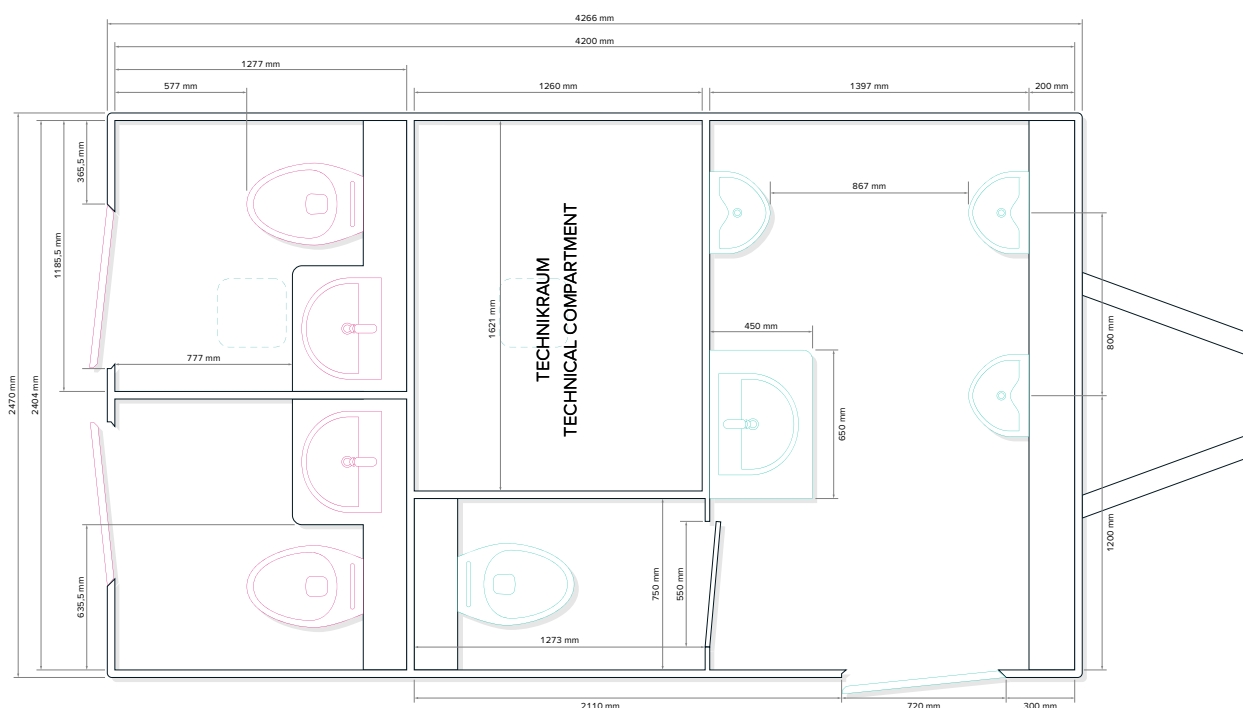 4266 mm
4200 mm
1277 mm
577 mm
1260 mm
1397 mm
200 mm
365,5 mm
867 mm
1185,5 mm
1621 mm
TECHNIKRAUM
TECHNICAL COMPARTMENT
450 mm
800 mm
777 mm
2470 mm
2404 mm
650 mm
1200 mm
635,5 mm
750 mm
550 mm
1273 mm
2110 mm
720 mm
300 mm